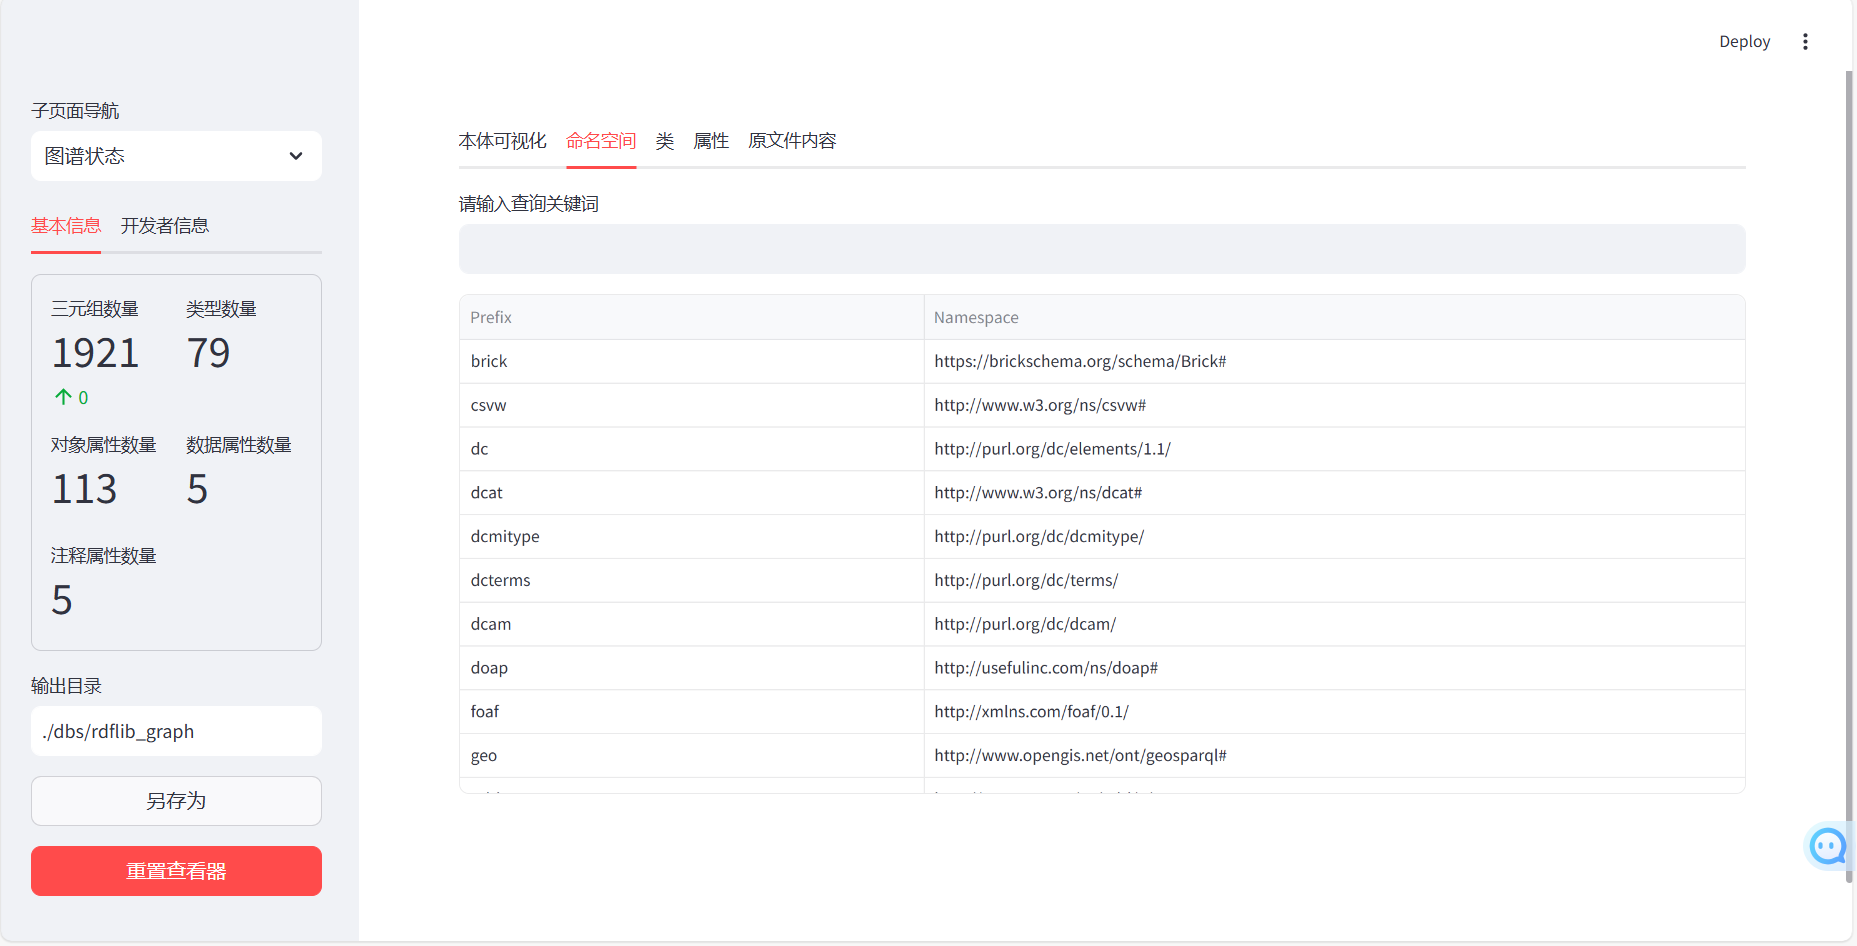 Deploy
子页面导航
图谱状态
基本信息 开发者信息
三元组数量 类型数量
1921 79
0
对象属性数量 数据属性数量
113 5
注释属性数量
5
输出目录
./dbs/rdflib_graph
另存为
重置查看器
本体可视化 命名空间 类 属性 原文件内容
请输入查询关键词
Prefix Namespace
brick https://brickschema.org/schema/Brick#
csvw http://www.w3.org/ns/csvw#
dc http://purl.org/dc/elements/1.1/
dcat http://www.w3.org/ns/dcat#
dcmitype http://purl.org/dc/dcmitype/
dcterms http://purl.org/dc/terms/
dcam http://purl.org/dc/dcam/
doap http://usefulinc.com/ns/doap#
foaf http://xmlns.com/foaf/0.1/
geo http://www.opengis.net/ont/geosparql#